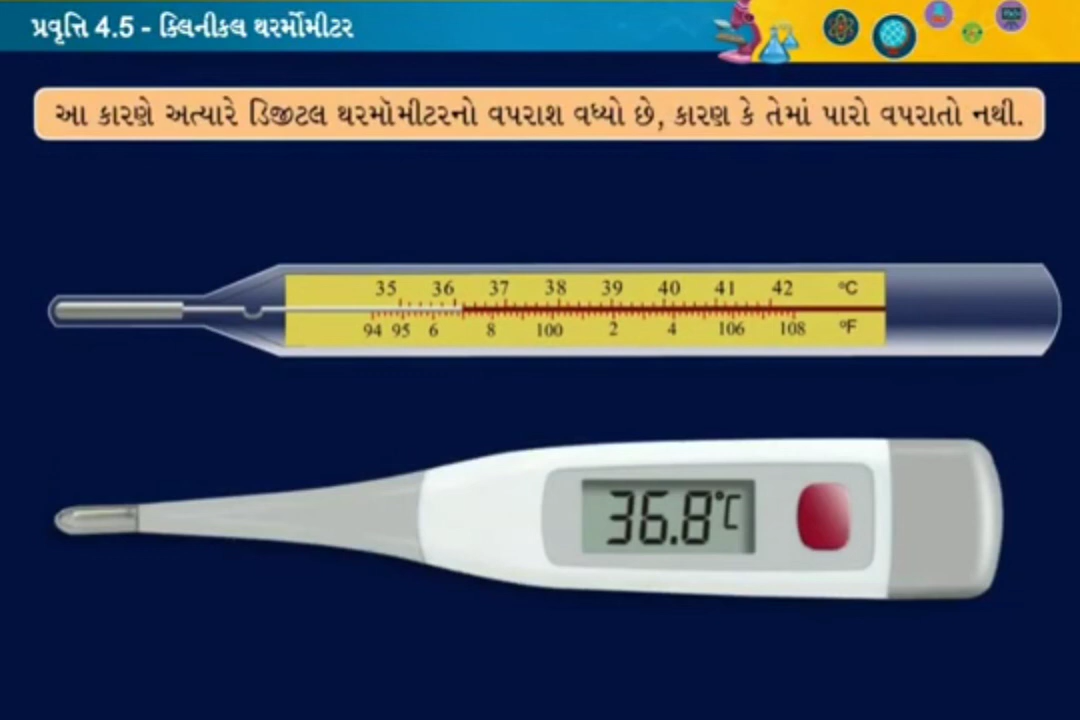 પ્રવૃત્તિ 4.5 - ક્લિનીકલ થરર્મોમીટર
આ કારણે અત્યારે ડિજીટલ થરમૉમીટરનો વપરાશ વધ્યો છે, કારણ કે તેમાં પારો વપરાતો નથી.
35 36 37 38 39 40 41 42 °C
94 95 6 8 100 2 4 106 108 °F
36.8°C